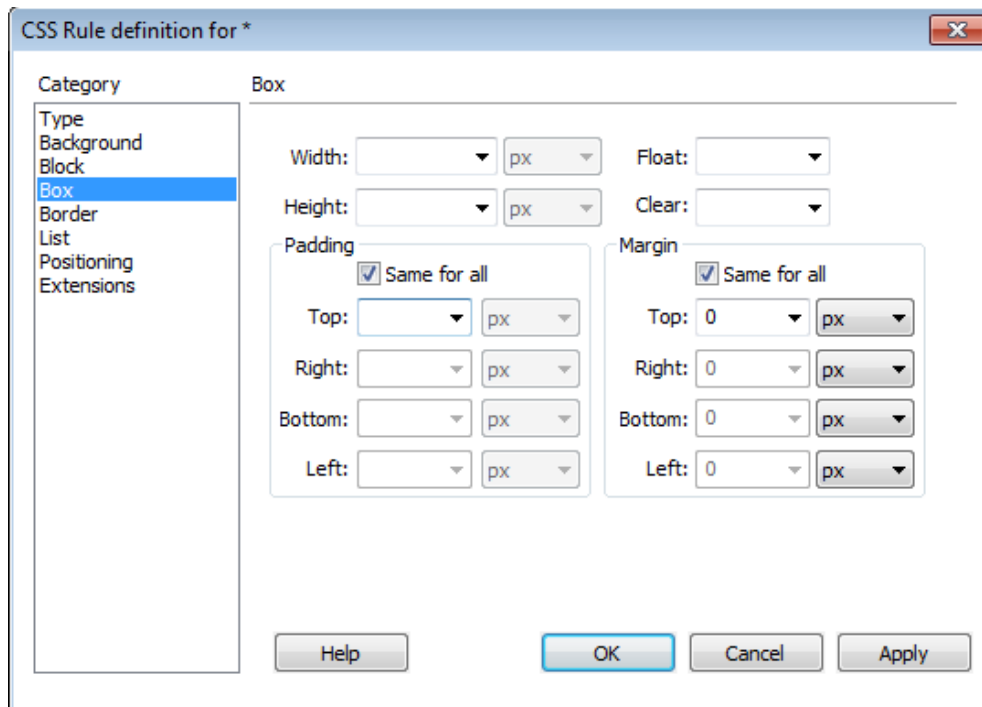 CSS Rule definition for *
Category
Type
Background
Block
Box
Border
List
Positioning
Extensions
Box
Width: px Float:
Height: px Clear:
Padding
Same for all
Top: px
Right: px
Bottom: px
Left: px
Margin
Same for all
Top: 0 px
Right: 0 px
Bottom: 0 px
Left: 0 px
Help OK Cancel Apply